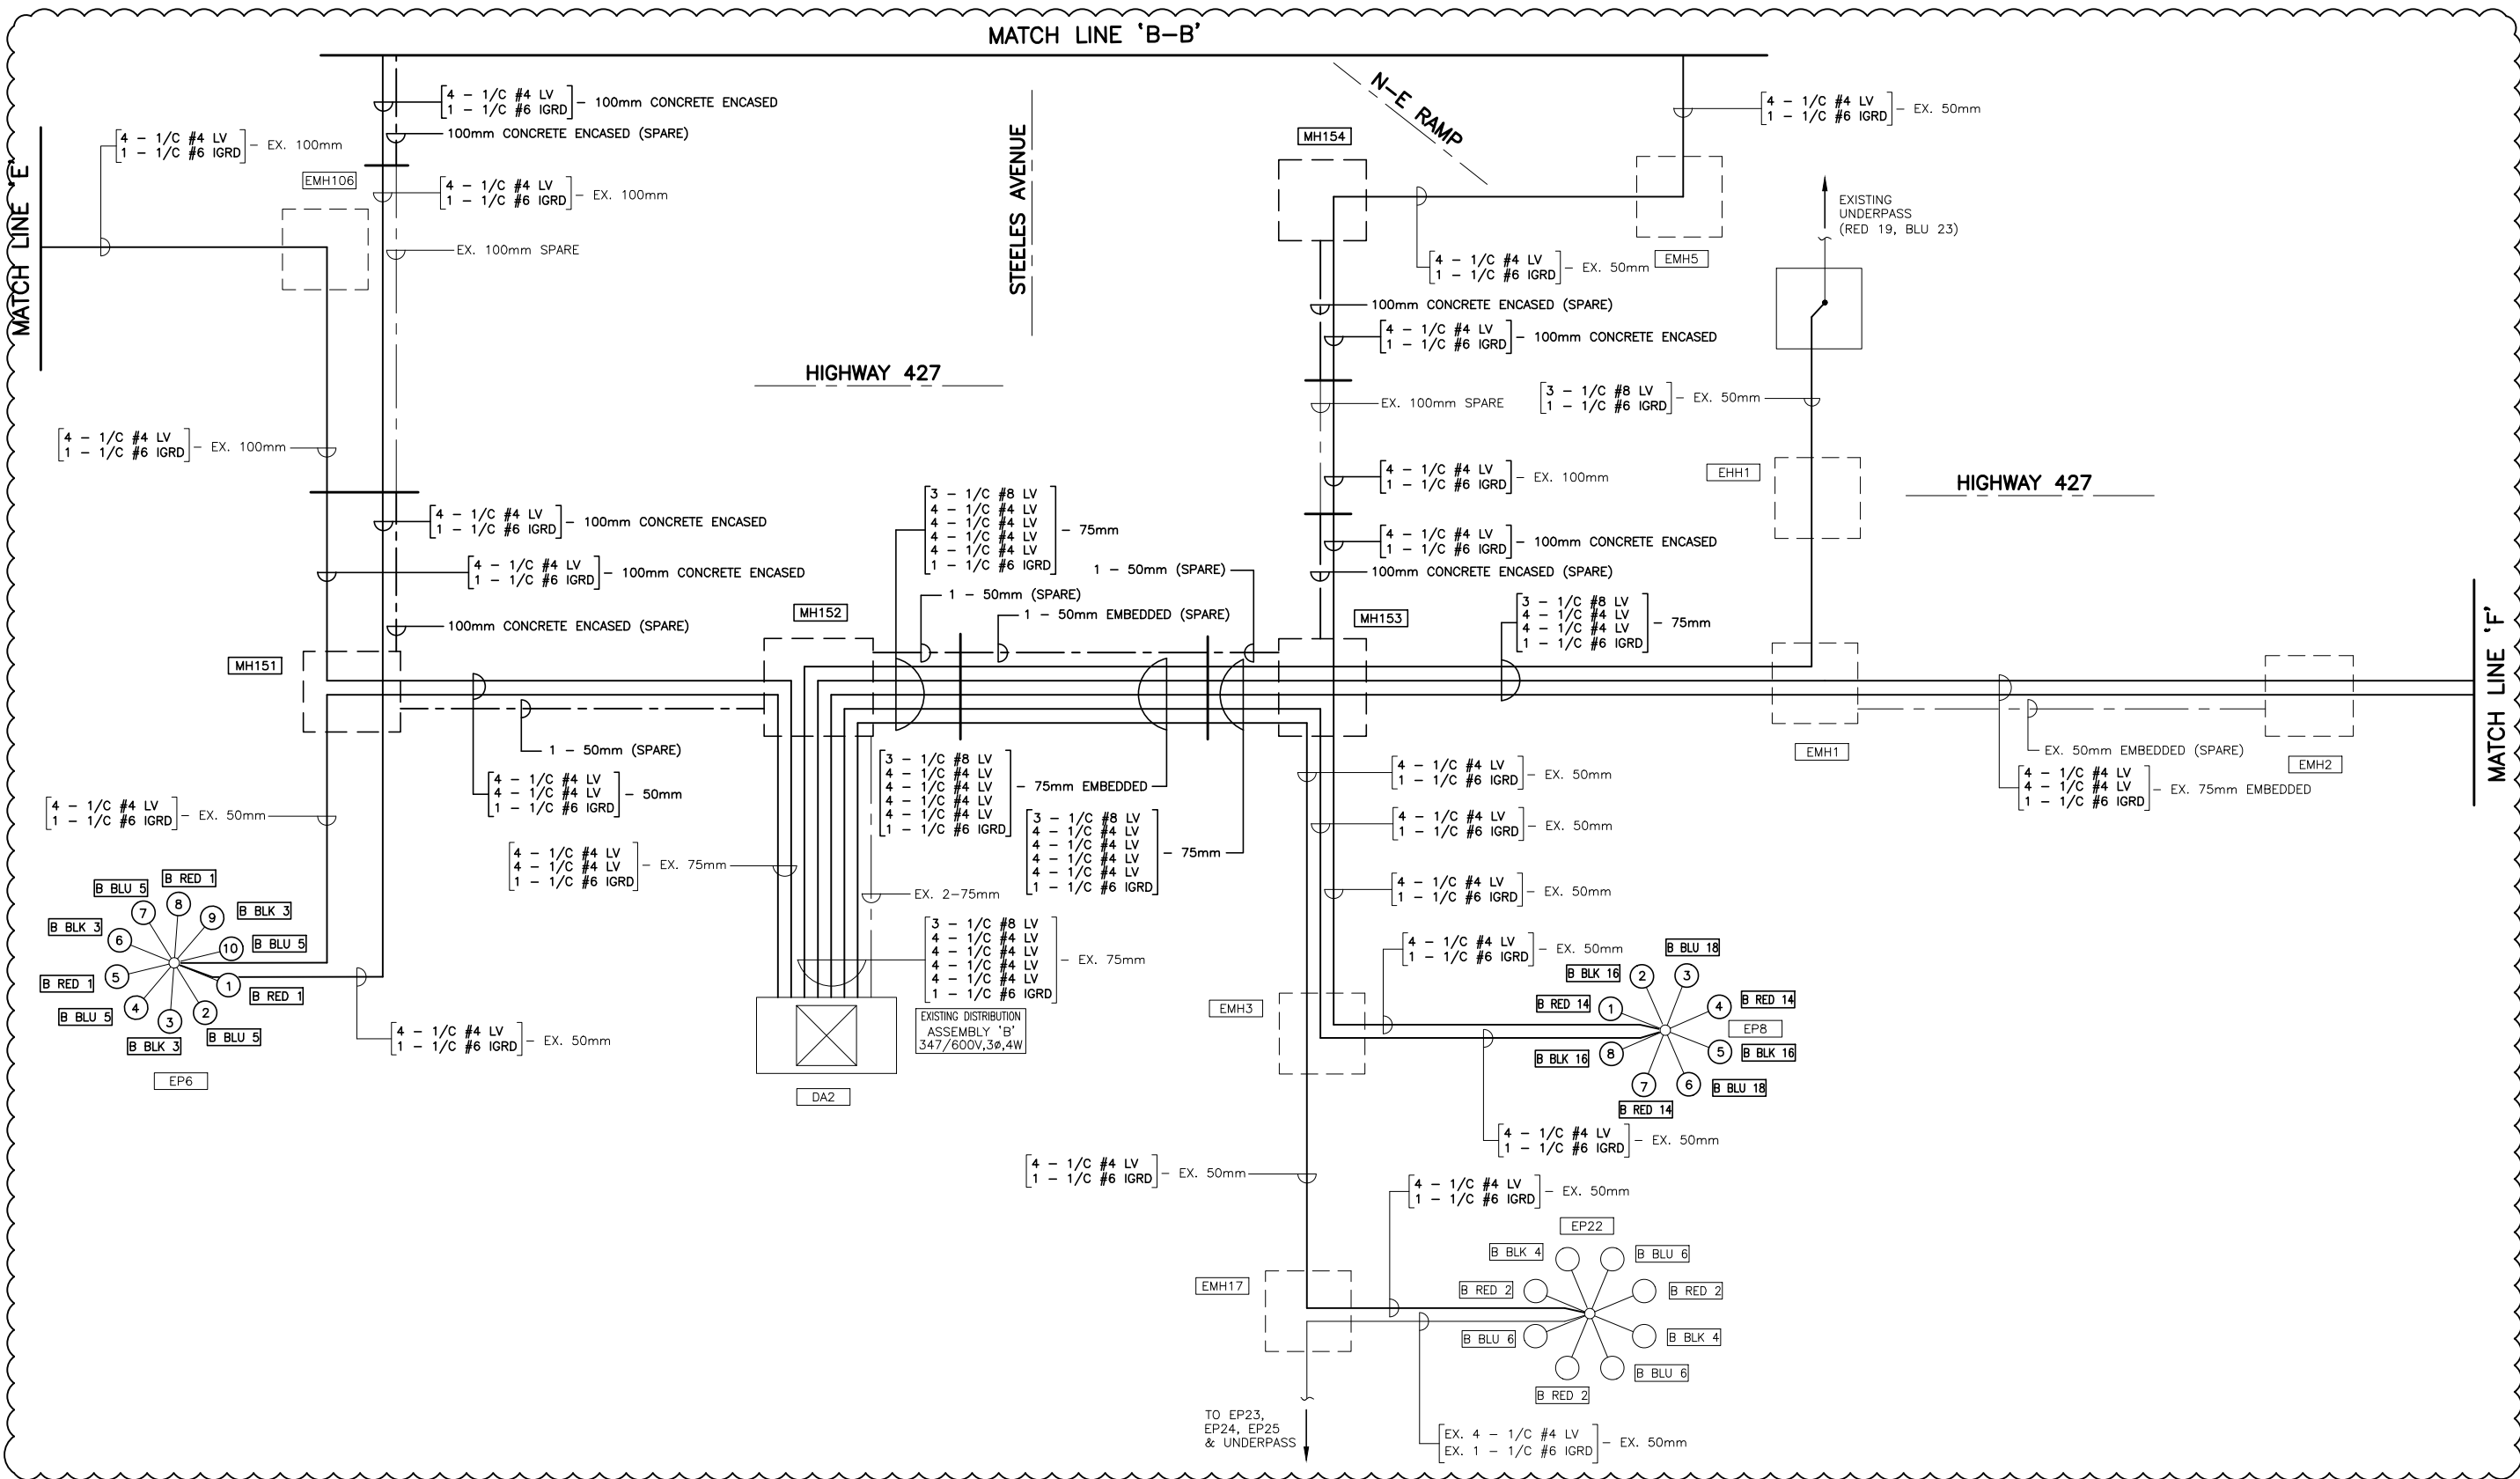 MATCH LINE 'B-B'
4 - 1/C #4 LV
1 - 1/C #6 IGRD - 100mm CONCRETE ENCASED
100mm CONCRETE ENCASED (SPARE)
4 - 1/C #4 LV
1 - 1/C #6 IGRD - EX. 100mm
EMH106
4 - 1/C #4 LV
1 - 1/C #6 IGRD - EX. 100mm
EX. 100mm SPARE
MATCH LINE 'E'
STEELES AVENUE
N-E RAMP
MH154
4 - 1/C #4 LV
1 - 1/C #6 IGRD - EX. 50mm
EXISTING
UNDERPASS
(RED 19, BLU 23)
4 - 1/C #4 LV
1 - 1/C #6 IGRD - EX. 50mm
EMH5
100mm CONCRETE ENCASED (SPARE)
4 - 1/C #4 LV
1 - 1/C #6 IGRD - 100mm CONCRETE ENCASED
HIGHWAY 427
EX. 100mm SPARE
3 - 1/C #8 LV
1 - 1/C #6 IGRD - EX. 50mm
4 - 1/C #4 LV
1 - 1/C #6 IGRD - EX. 100mm
4 - 1/C #4 LV
1 - 1/C #6 IGRD - EX. 100mm
EHH1
HIGHWAY 427
4 - 1/C #4 LV
1 - 1/C #6 IGRD - 100mm CONCRETE ENCASED
3 - 1/C #8 LV
4 - 1/C #4 LV
4 - 1/C #4 LV
4 - 1/C #4 LV
4 - 1/C #4 LV
1 - 1/C #6 IGRD
- 75mm
4 - 1/C #4 LV
1 - 1/C #6 IGRD - 100mm CONCRETE ENCASED
4 - 1/C #4 LV
1 - 1/C #6 IGRD - 100mm CONCRETE ENCASED
1 - 50mm (SPARE)
100mm CONCRETE ENCASED (SPARE)
1 - 50mm (SPARE)
1 - 50mm EMBEDDED (SPARE)
MH152
MH153
3 - 1/C #8 LV
4 - 1/C #4 LV
4 - 1/C #4 LV
1 - 1/C #6 IGRD
- 75mm
100mm CONCRETE ENCASED (SPARE)
MH151
MATCH LINE 'F'
1 - 50mm (SPARE)
4 - 1/C #4 LV
4 - 1/C #4 LV
1 - 1/C #6 IGRD
- 50mm
3 - 1/C #8 LV
4 - 1/C #4 LV
4 - 1/C #4 LV
4 - 1/C #4 LV
4 - 1/C #4 LV
1 - 1/C #6 IGRD
- 75mm EMBEDDED
4 - 1/C #4 LV
1 - 1/C #6 IGRD - EX. 50mm
EMH1
EX. 50mm EMBEDDED (SPARE)
EMH2
4 - 1/C #4 LV
4 - 1/C #4 LV
1 - 1/C #6 IGRD
- EX. 75mm EMBEDDED
4 - 1/C #4 LV
1 - 1/C #6 IGRD - EX. 50mm
3 - 1/C #8 LV
4 - 1/C #4 LV
4 - 1/C #4 LV
4 - 1/C #4 LV
4 - 1/C #4 LV
1 - 1/C #6 IGRD
- 75mm
4 - 1/C #4 LV
1 - 1/C #6 IGRD - EX. 50mm
4 - 1/C #4 LV
4 - 1/C #4 LV
1 - 1/C #6 IGRD
- EX. 75mm
EX. 2-75mm
4 - 1/C #4 LV
1 - 1/C #6 IGRD - EX. 50mm
3 - 1/C #8 LV
4 - 1/C #4 LV
4 - 1/C #4 LV
4 - 1/C #4 LV
4 - 1/C #4 LV
1 - 1/C #6 IGRD
- EX. 75mm
B RED 1
B BLU 5
8
7
9
B BLK 3
B BLK 3
6
10
B BLU 5
5
B RED 1
1
B RED 1
4
B BLU 5
3
2
B BLU 5
B BLK 3
EP6
4 - 1/C #4 LV
1 - 1/C #6 IGRD - EX. 50mm
EXISTING DISTRIBUTION
ASSEMBLY 'B'
347/600V,3ø,4W
DA2
EMH3
4 - 1/C #4 LV
1 - 1/C #6 IGRD - EX. 50mm
B BLU 18
B BLK 16
2
3
B RED 14
1
4
B RED 14
EP8
B BLK 16
8
5
B BLK 16
7
6
B BLU 18
B RED 14
4 - 1/C #4 LV
1 - 1/C #6 IGRD - EX. 50mm
4 - 1/C #4 LV
1 - 1/C #6 IGRD - EX. 50mm
4 - 1/C #4 LV
1 - 1/C #6 IGRD - EX. 50mm
EP22
B BLK 4
B BLU 6
EMH17
B RED 2
B RED 2
B BLU 6
B BLK 4
B BLU 6
B RED 2
TO EP23,
EP24, EP25
& UNDERPASS
EX. 4 - 1/C #4 LV
EX. 1 - 1/C #6 IGRD - EX. 50mm